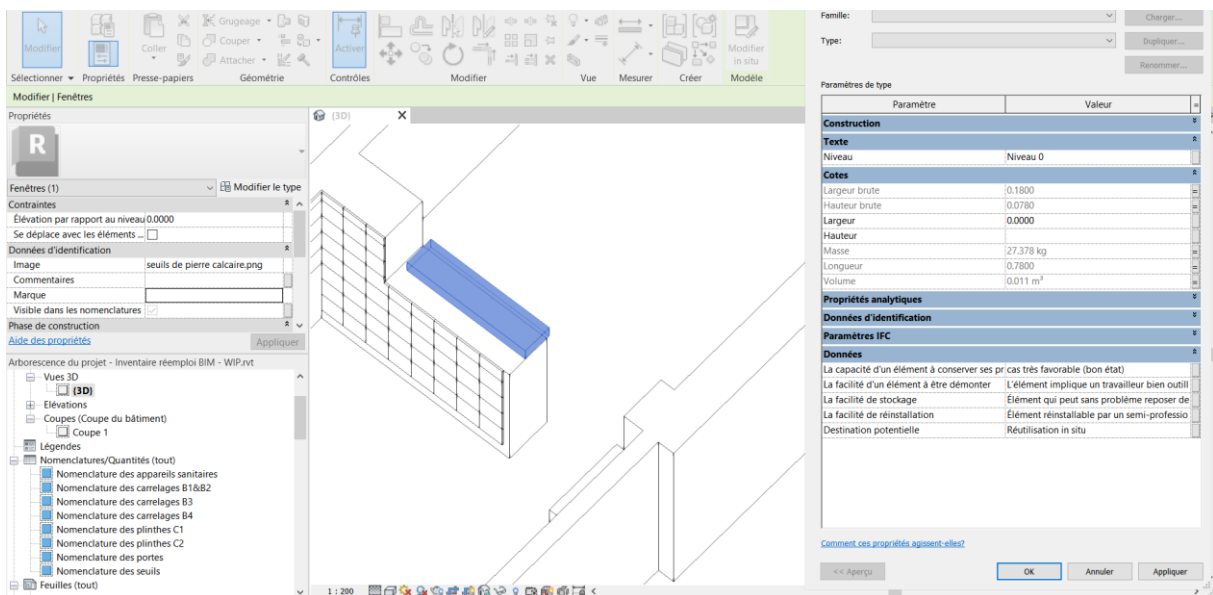 Modifier
Coller
Grugeage
Couper
Attacher
Activer
Modifier in situ
Sélectionner Propriétés Presse-papiers Géométrie Contrôles Modifier Vue Mesurer Créer Modèle
Modifier | Fenêtres
Propriétés
R
Fenêtres (1) Modifier le type
Contraintes
Élévation par rapport au niveau 0.0000
Se déplace avec les éléments ...
Données d'identification
Image seuils de pierre calcaire.png
Commentaires
Marque
Visible dans les nomenclatures
Phase de construction
Aide des propriétés Appliquer
Arborescence du projet - Inventaire réemploi BIM - WIP.rvt
Vues 3D
(3D)
Elévations
Coupes (Coupe du bâtiment)
Coupe 1
Légendes
Nomenclatures/Quantités (tout)
Nomenclature des appareils sanitaires
Nomenclature des carrelages B1&B2
Nomenclature des carrelages B3
Nomenclature des carrelages B4
Nomenclature des plinthes C1
Nomenclature des plinthes C2
Nomenclature des portes
Nomenclature des seuils
Feuilles (tout)
(3D) X
1 : 200
Famille: Charger...
Type: Dupliquer...
Renommer...
Paramètres de type
Paramètre Valeur =
Construction
Texte
Niveau Niveau 0
Cotes
Largeur brute 0.1800
Hauteur brute 0.0780
Largeur 0.0000
Hauteur
Masse 27.378 kg
Longueur 0.7800
Volume 0.011 m³
Propriétés analytiques
Données d'identification
Paramètres IFC
Données
La capacité d'un élément à conserver ses pr cas très favorable (bon état)
La facilité d'un élément à être démonter L'élément implique un travailleur bien outill
La facilité de stockage Élément qui peut sans problème reposer de
La facilité de réinstallation Élément réinstallable par un semi-professio
Destination potentielle Réutilisation in situ
Comment ces propriétés agissent-elles?
<< Aperçu OK Annuler Appliquer